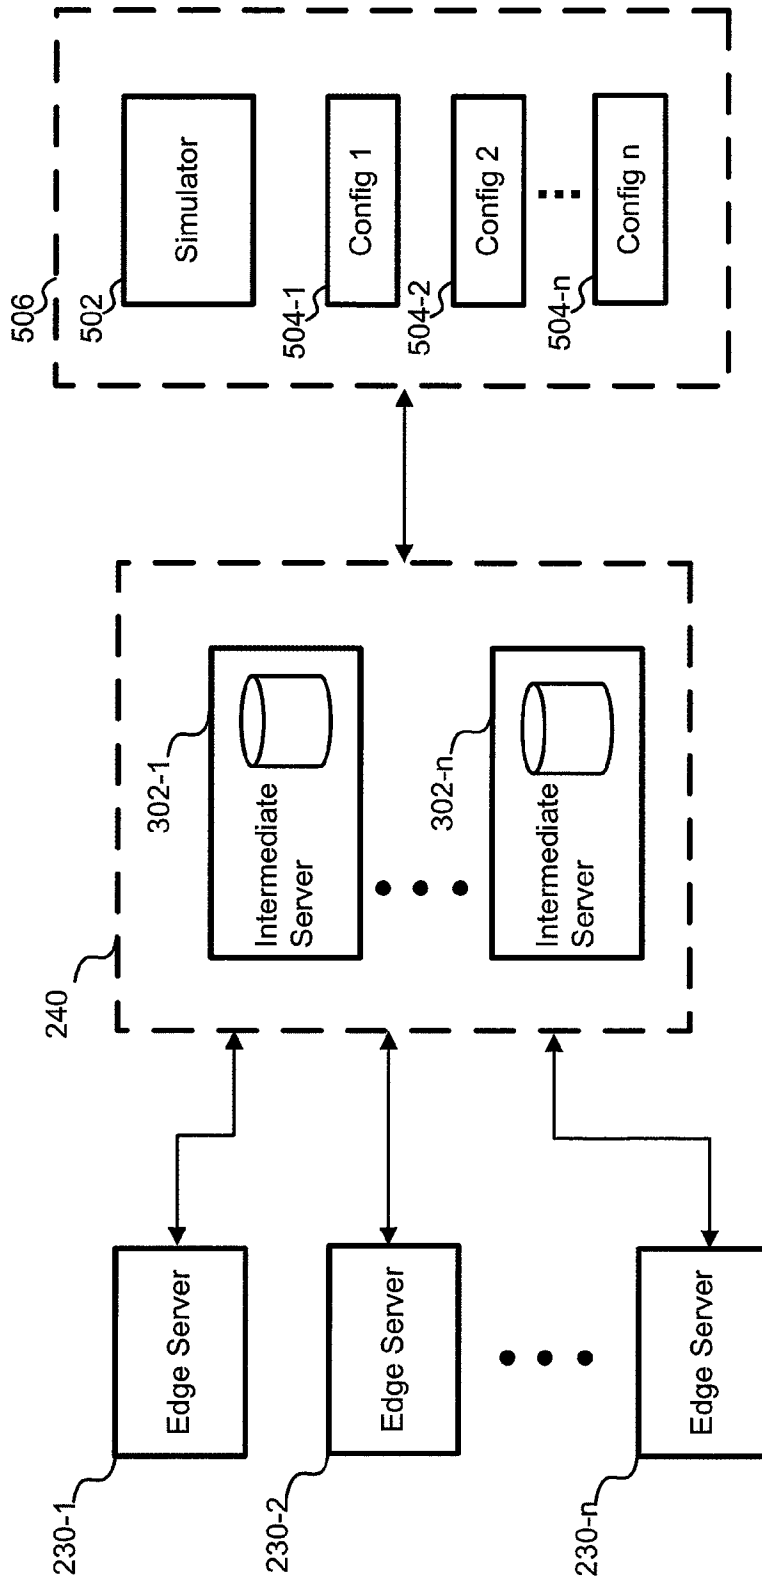 230-1
Edge Server
230-2
Edge Server
230-n
Edge Server
240
302-1
Intermediate
Server
302-n
Intermediate
Server
506
502
Simulator
504-1
Config 1
504-2
Config 2
504-n
Config n